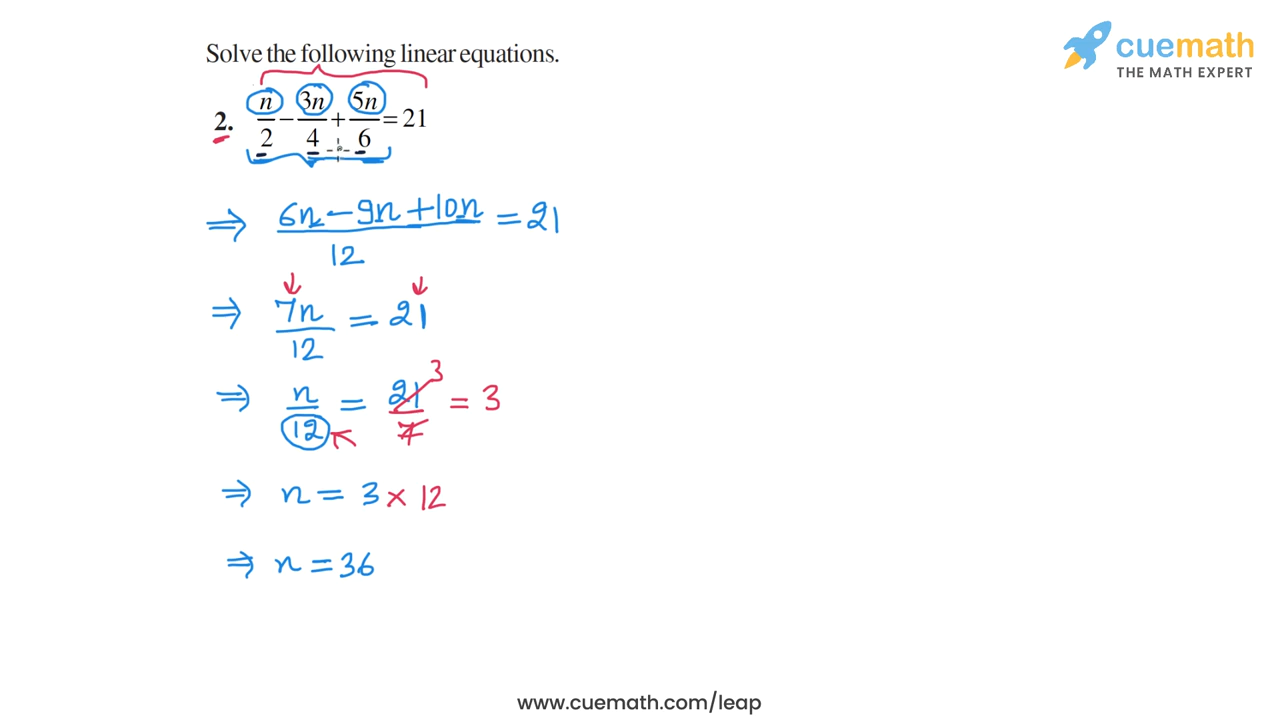 Solve the following linear equations.
cuemath
THE MATH EXPERT
2. n/2 − 3n/4 + 5n/6 = 21
⇒ (6n − 9n + 10n)/12 = 21
⇒ 7n/12 = 21
⇒ n/12 = 21/7 = 3
3
⇒ n = 3 × 12
⇒ n = 36
www.cuemath.com/leap